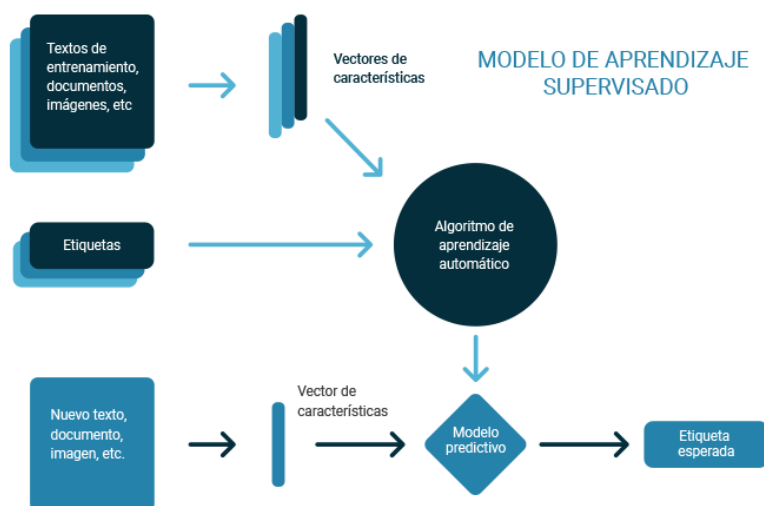 Textos de
entrenamiento,
documentos,
imágenes, etc
Vectores de
características
MODELO DE APRENDIZAJE
SUPERVISADO
Etiquetas
Algoritmo de
aprendizaje
automático
Nuevo texto,
documento,
imagen, etc.
Vector de
características
Modelo
predictivo
Etiqueta
esperada